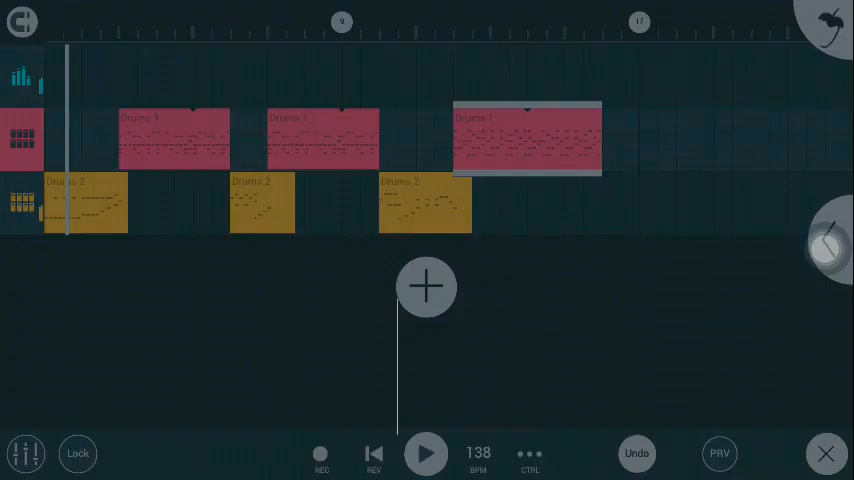 9
17
Drums 1
Drums 1
Drums 1
Drums 2
Drums 2
Drums 2
Lock
REC
REV
138
BPM
CTRL
Undo
PRV